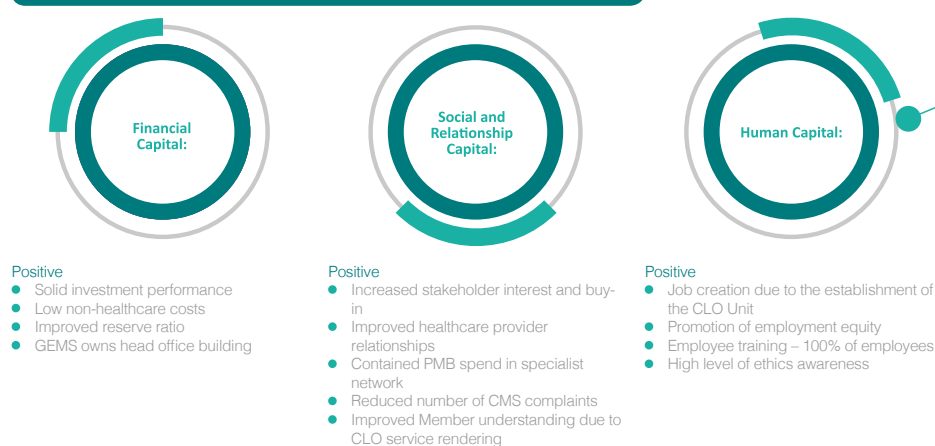 Financial
Capital:
Positive
Solid investment performance
Low non-healthcare costs
Improved reserve ratio
GEMS owns head office building
Social and
Relationship
Capital:
Positive
Increased stakeholder interest and buy-
in
Improved healthcare provider
relationships
Contained PMB spend in specialist
network
Reduced number of CMS complaints
Improved Member understanding due to
CLO service rendering
Human Capital:
Positive
Job creation due to the establishment of
the CLO Unit
Promotion of employment equity
Employee training – 100% of employees
High level of ethics awareness